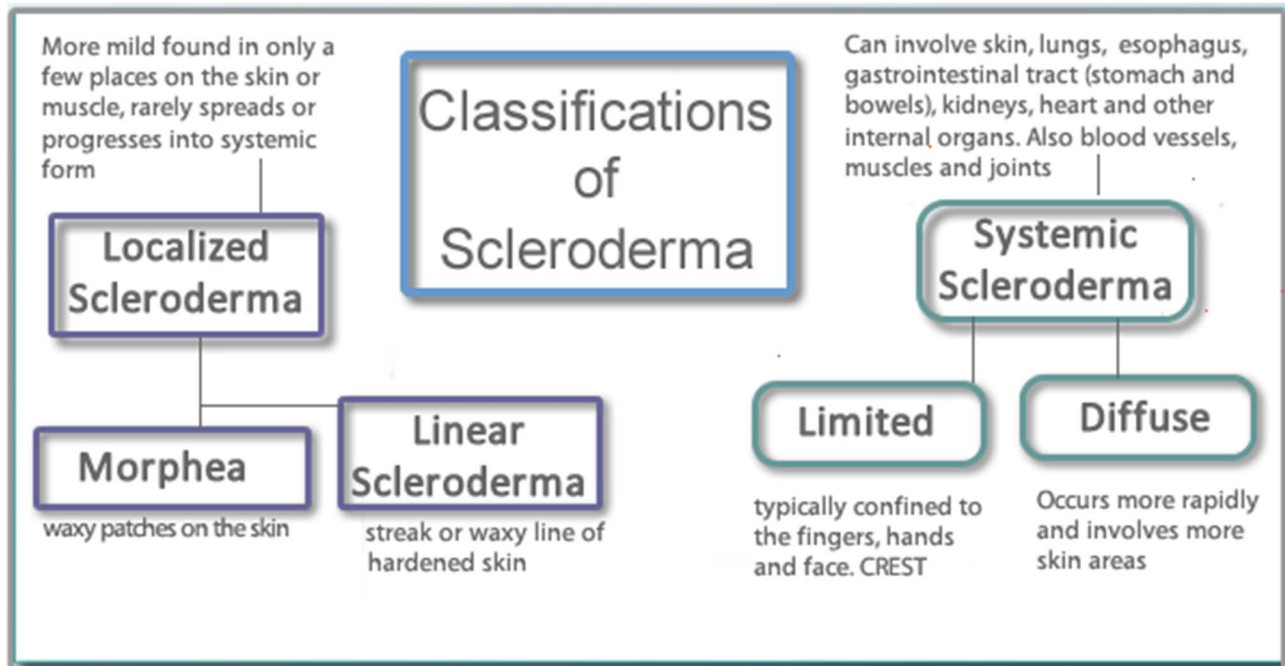 More mild found in only a
few places on the skin or
muscle, rarely spreads or
progresses into systemic
form
Classifications
of
Scleroderma
Can involve skin, lungs, esophagus,
gastrointestinal tract (stomach and
bowels), kidneys, heart and other
internal organs. Also blood vessels,
muscles and joints
Localized
Scleroderma
Systemic
Scleroderma
Morphea
waxy patches on the skin
Linear
Scleroderma
streak or waxy line of
hardened skin
Limited
typically confined to
the fingers, hands
and face. CREST
Diffuse
Occurs more rapidly
and involves more
skin areas